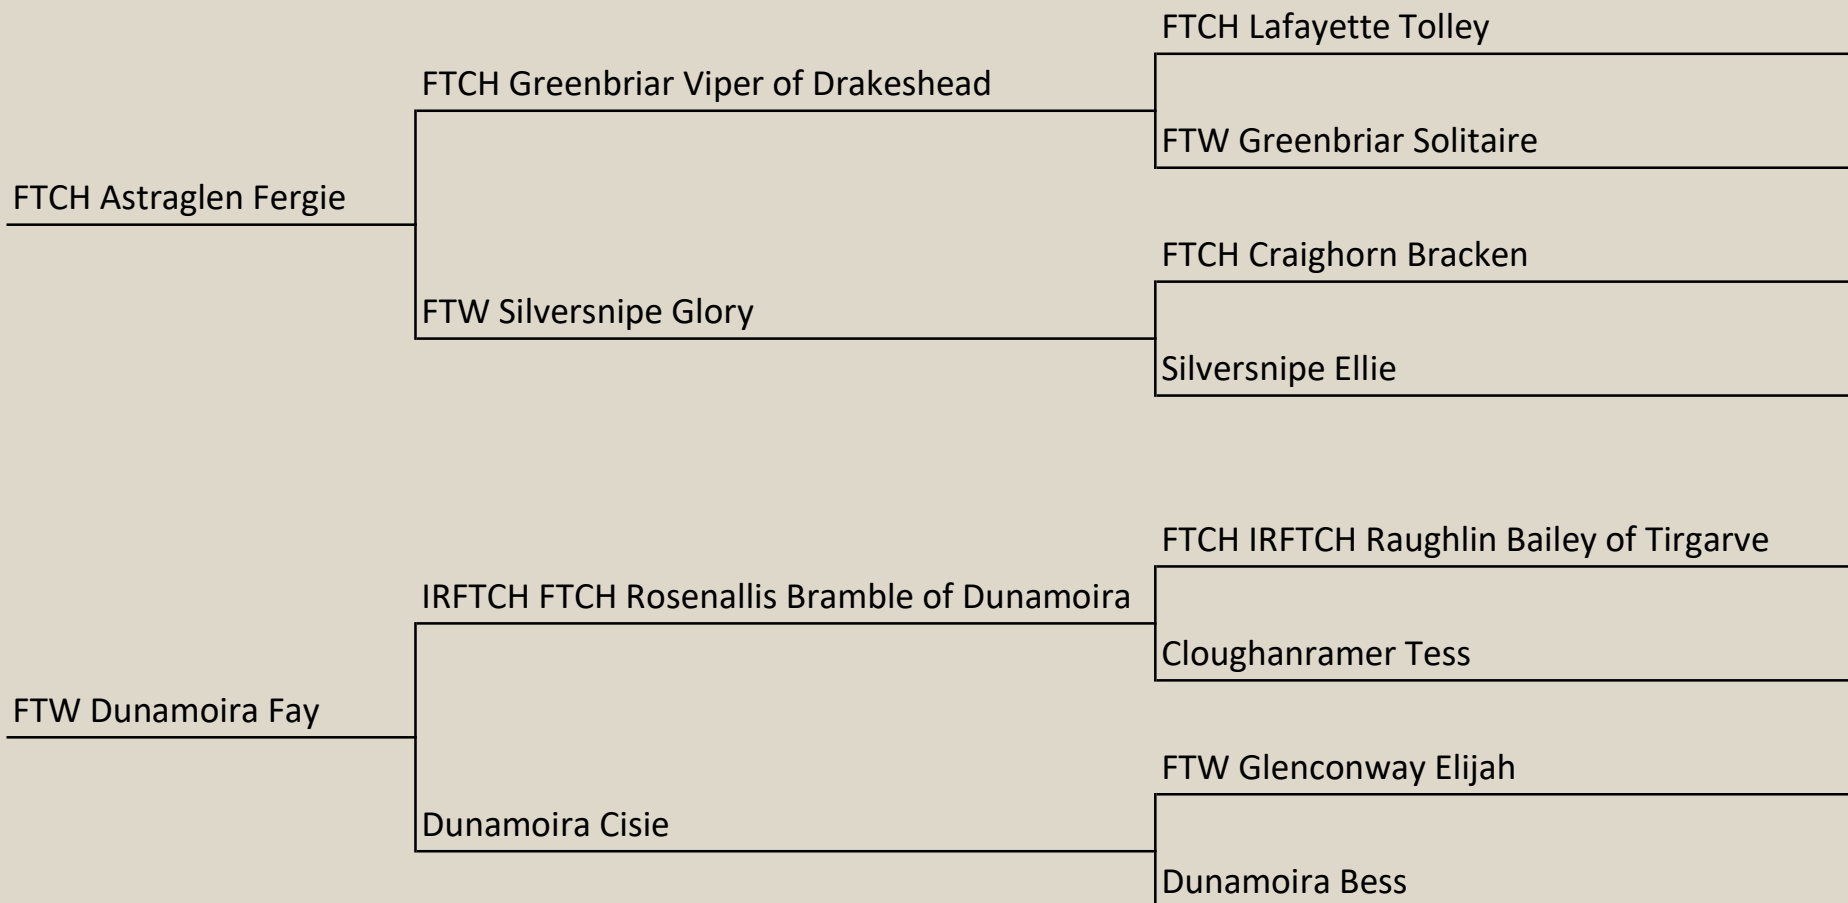 FTCH Lafayette Tolley
FTCH Greenbriar Viper of Drakeshead
FTW Greenbriar Solitaire
FTCH Astraglen Fergie
FTCH Craighorn Bracken
FTW Silversnipe Glory
Silversnipe Ellie
FTCH IRFTCH Raughlin Bailey of Tirgarve
IRFTCH FTCH Rosenallis Bramble of Dunamoira
Cloughanramer Tess
FTW Dunamoira Fay
FTW Glenconway Elijah
Dunamoira Cisie
Dunamoira Bess